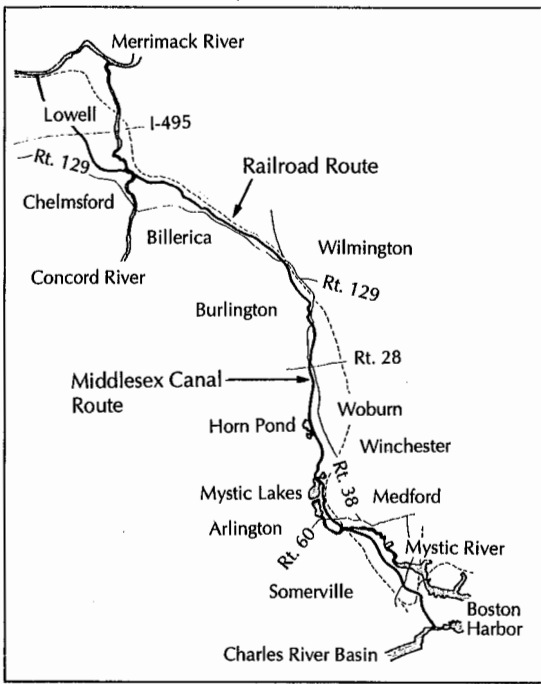 Merrimack River
Lowell
I-495
Rt. 129
Railroad Route
Chelmsford
Billerica
Wilmington
Concord River
Rt. 129
Burlington
Rt. 28
Middlesex Canal
Route
Woburn
Horn Pond
Winchester
Rt. 38
Mystic Lakes
Medford
Arlington
Rt. 60
Mystic River
Somerville
Boston
Harbor
Charles River Basin